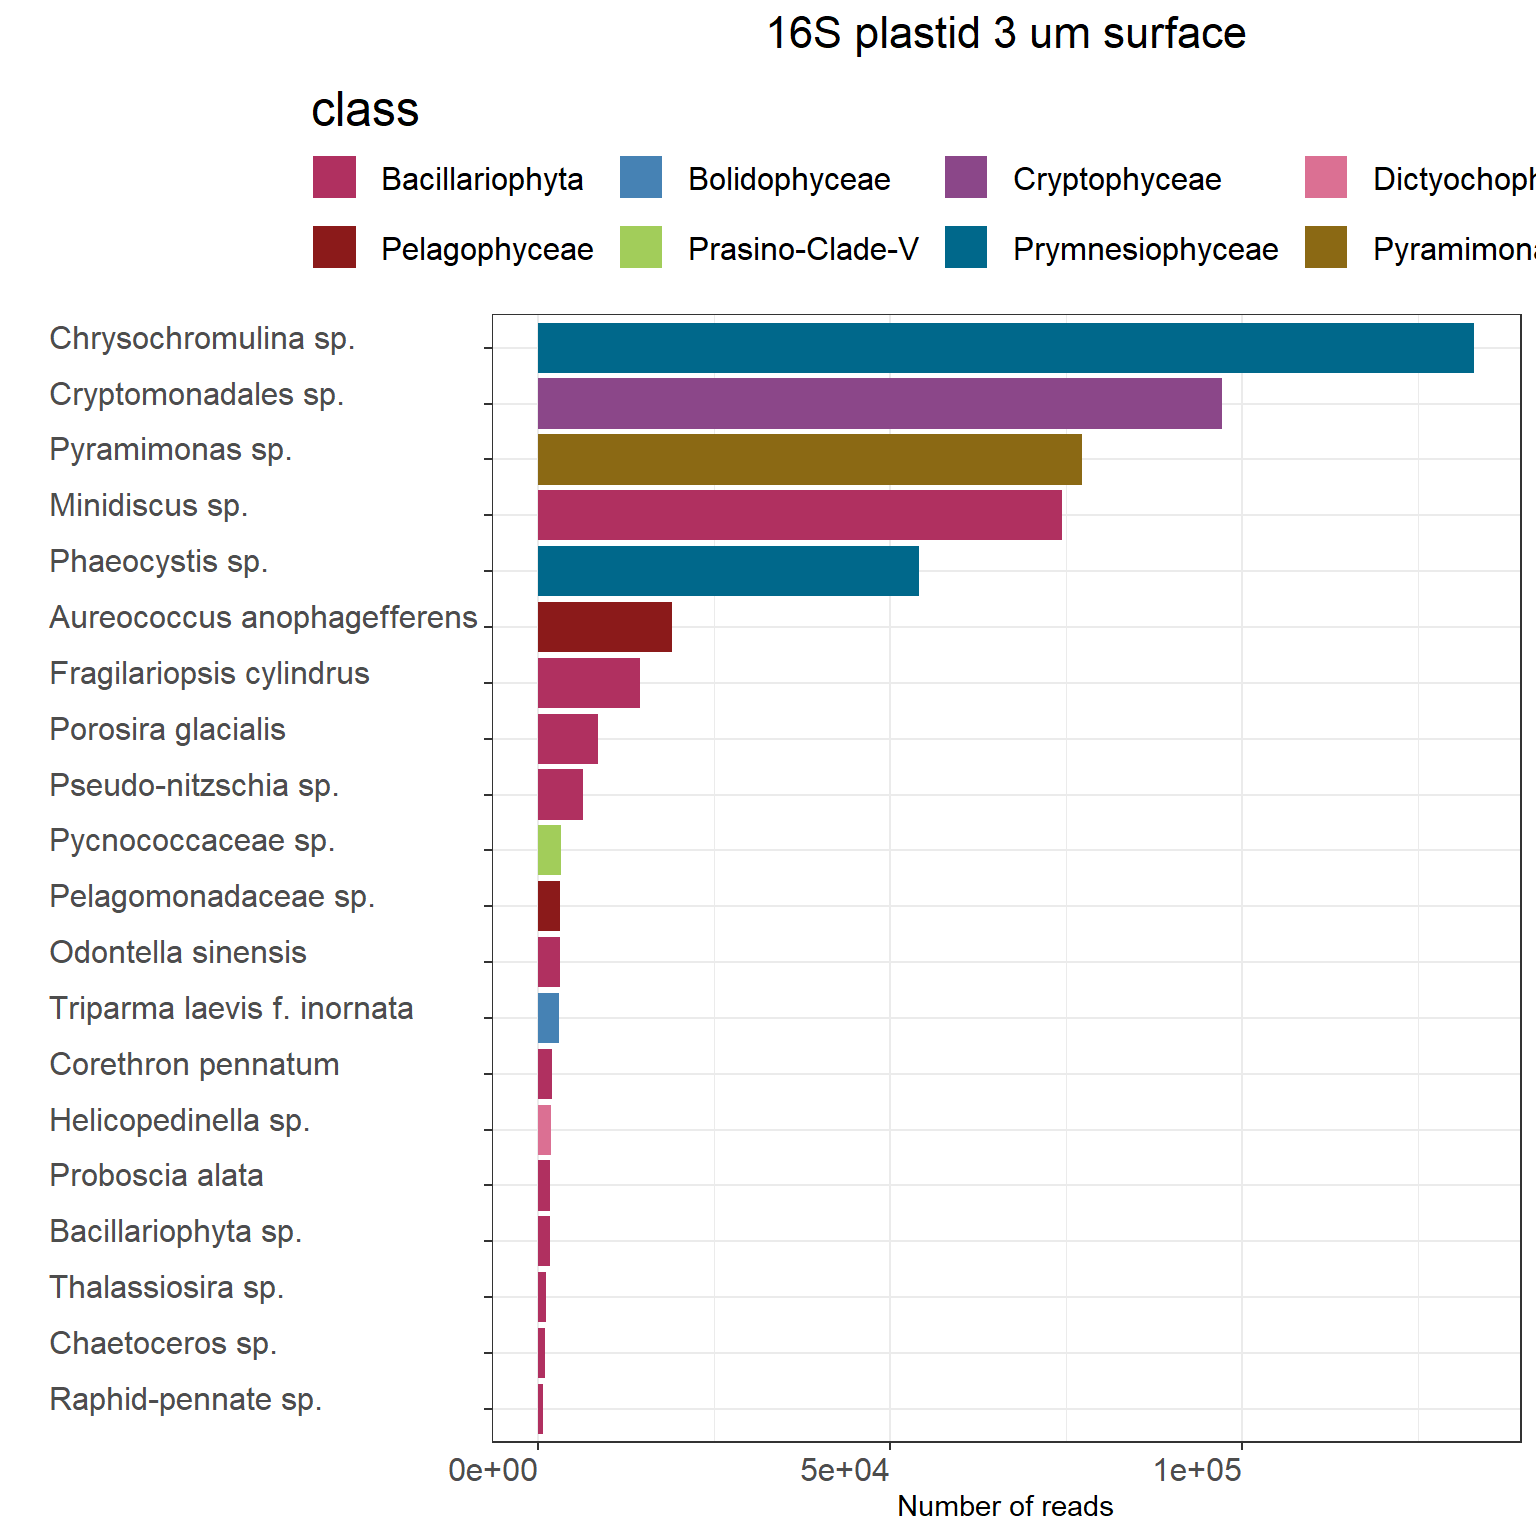 16S plastid 3 um surface
class
Bacillariophyta Bolidophyceae Cryptophyceae Dictyochoph
Pelagophyceae Prasino-Clade-V Prymnesiophyceae Pyramimona
Chrysochromulina sp.
Cryptomonadales sp.
Pyramimonas sp.
Minidiscus sp.
Phaeocystis sp.
Aureococcus anophagefferens
Fragilariopsis cylindrus
Porosira glacialis
Pseudo-nitzschia sp.
Pycnococcaceae sp.
Pelagomonadaceae sp.
Odontella sinensis
Triparma laevis f. inornata
Corethron pennatum
Helicopedinella sp.
Proboscia alata
Bacillariophyta sp.
Thalassiosira sp.
Chaetoceros sp.
Raphid-pennate sp.
0e+00 5e+04 1e+05
Number of reads